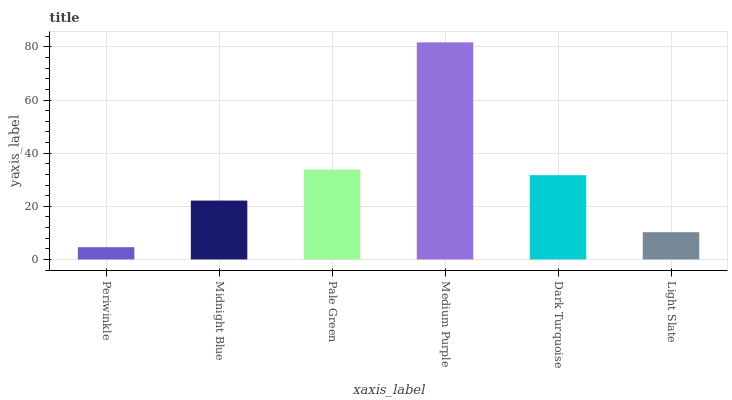 title
yaxis_label
80
60
40
20
0
Periwinkle
Midnight Blue
Pale Green
Medium Purple
Dark Turquoise
Light Slate
xaxis_label